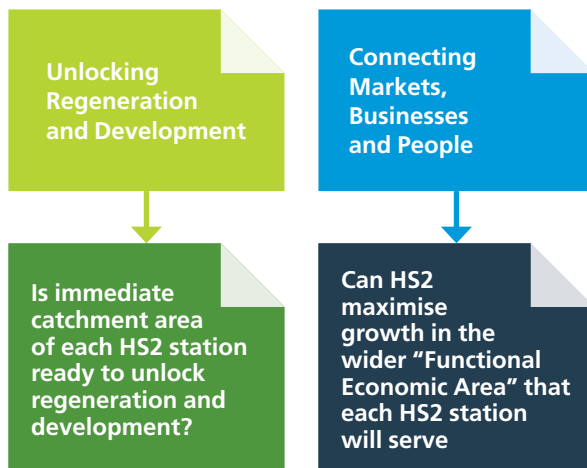 Unlocking
Regeneration
and Development
Connecting
Markets,
Businesses
and People
Is immediate
catchment area
of each HS2 station
ready to unlock
regeneration and
development?
Can HS2
maximise
growth in the
wider “Functional
Economic Area” that
each HS2 station
will serve